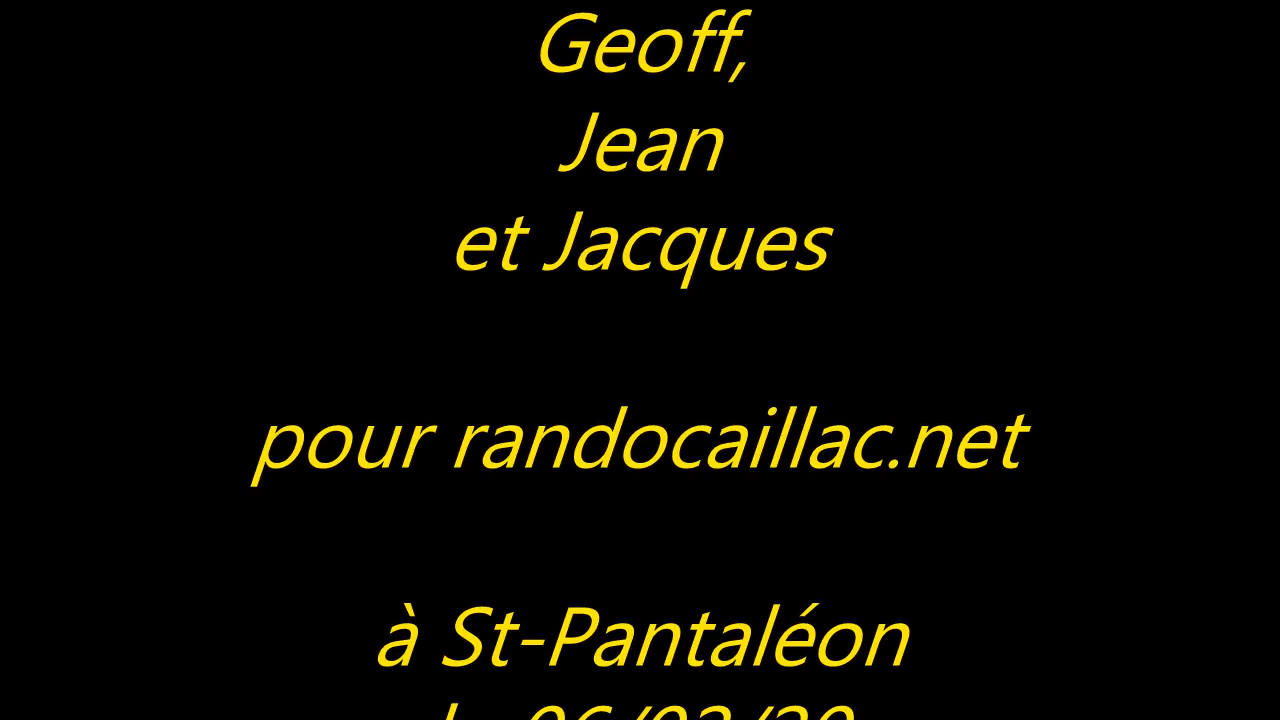 Geoff,
Jean
et Jacques
pour randocaillac.net
à St-Pantaléon